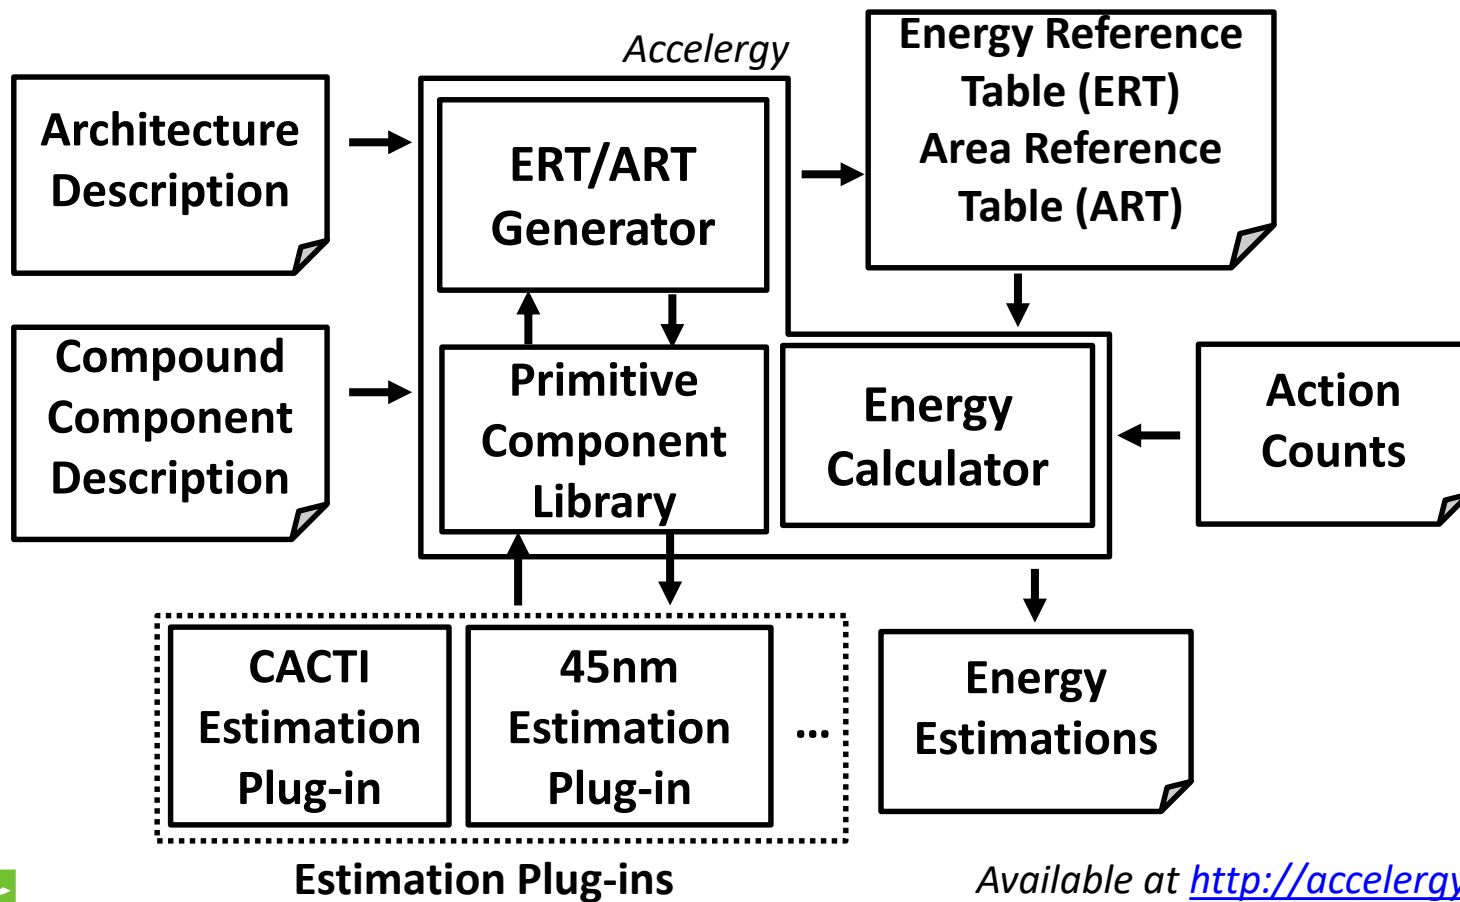 Accelergy
Energy Reference
Table (ERT)
Area Reference
Table (ART)
Architecture
Description
ERT/ART
Generator
Compound
Component
Description
Primitive
Component
Library
Energy
Calculator
Action
Counts
CACTI
Estimation
Plug-in
45nm
Estimation
Plug-in
...
Energy
Estimations
Estimation Plug-ins
Available at http://accelergy